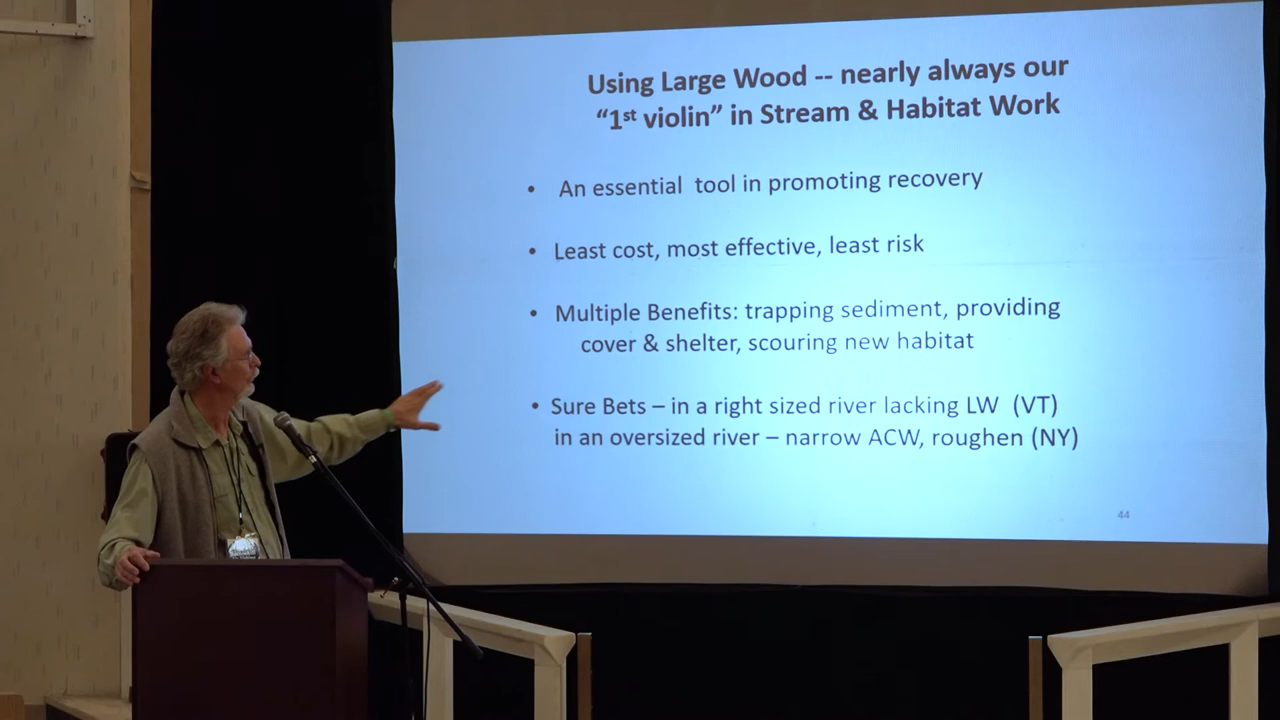 Using Large Wood -- nearly always our
“1st violin” in Stream & Habitat Work
• An essential tool in promoting recovery
• Least cost, most effective, least risk
• Multiple Benefits: trapping sediment, providing
cover & shelter, scouring new habitat
• Sure Bets – in a right sized river lacking LW (VT)
in an oversized river – narrow ACW, roughen (NY)
44